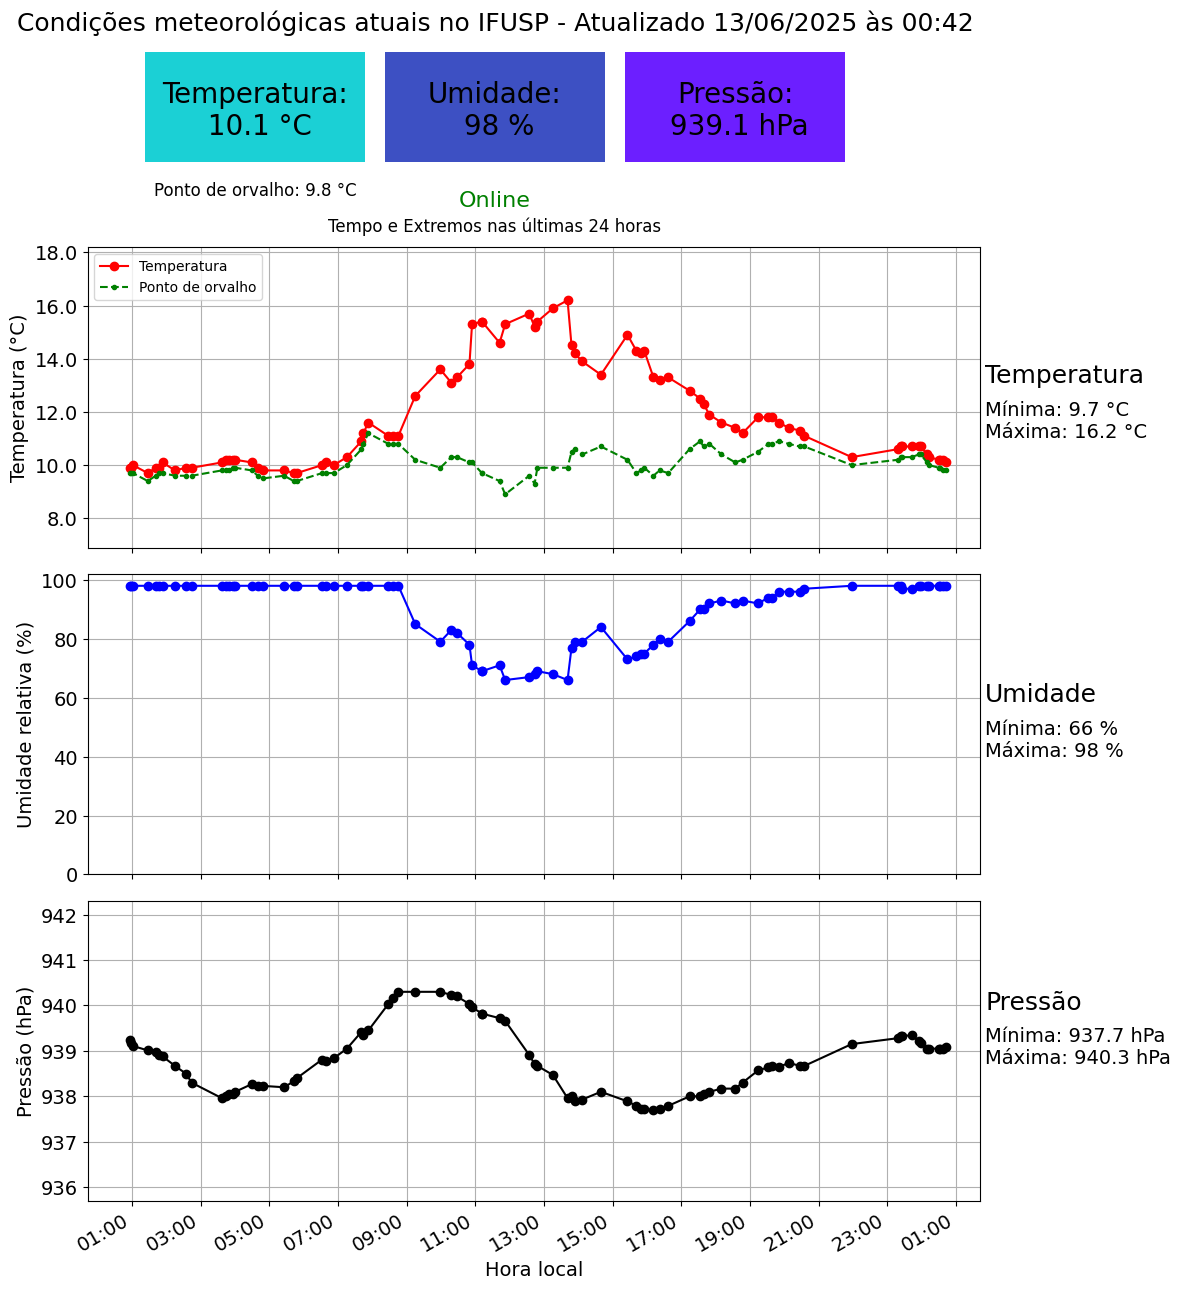 Condições meteorológicas atuais no IFUSP - Atualizado 13/06/2025 às 00:42
Temperatura:
10.1 °C
Umidade:
98 %
Pressão:
939.1 hPa
Ponto de orvalho: 9.8 °C
Online
Tempo e Extremos nas últimas 24 horas
Temperatura (°C)
18.0
16.0
14.0
12.0
10.0
8.0
Temperatura
Ponto de orvalho
Temperatura
Mínima: 9.7 °C
Máxima: 16.2 °C
Umidade relativa (%)
100
80
60
40
20
0
Umidade
Mínima: 66 %
Máxima: 98 %
Pressão (hPa)
942
941
940
939
938
937
936
Pressão
Mínima: 937.7 hPa
Máxima: 940.3 hPa
01:00
03:00
05:00
07:00
09:00
11:00
13:00
15:00
17:00
19:00
21:00
23:00
01:00
Hora local